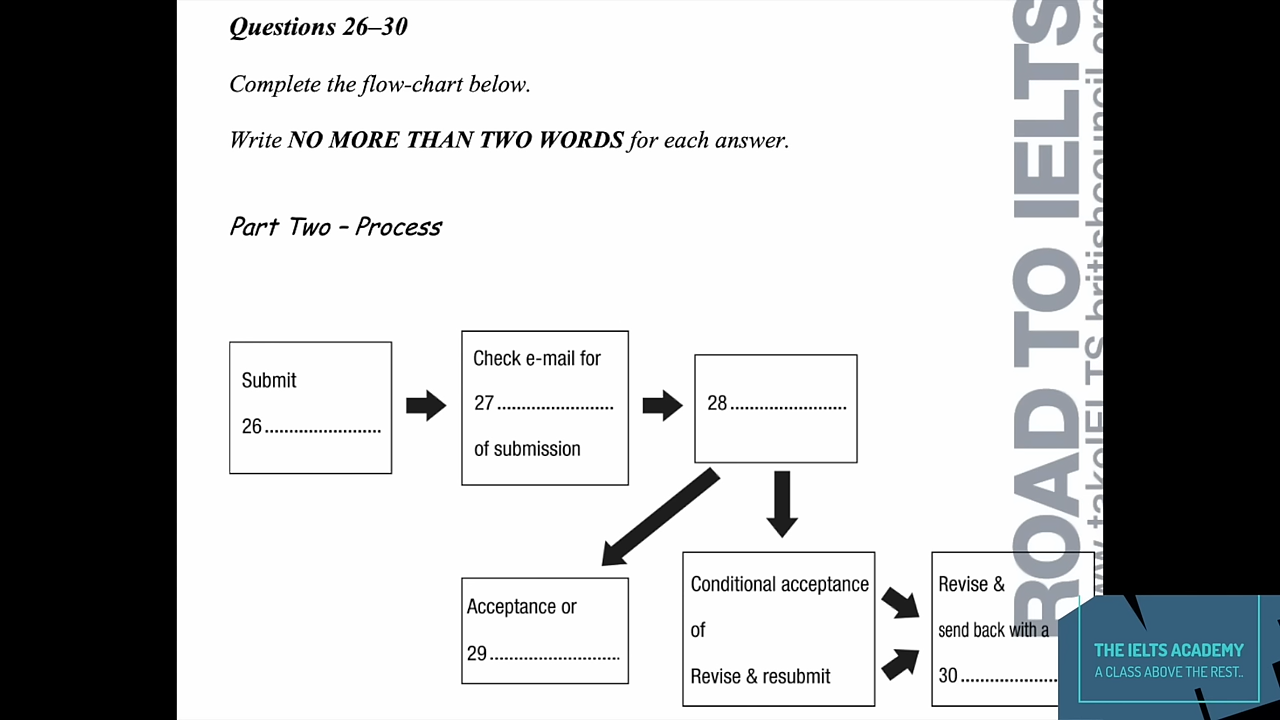 Questions 26–30
Complete the flow-chart below.
Write NO MORE THAN TWO WORDS for each answer.
Part Two – Process
Submit
26........................
Check e-mail for
27........................
of submission
28........................
Acceptance or
29..........................
Conditional acceptance
of
Revise & resubmit
Revise &
send back with a
30....................
ROAD TO IELTS
THE IELTS ACADEMY
A CLASS ABOVE THE REST..